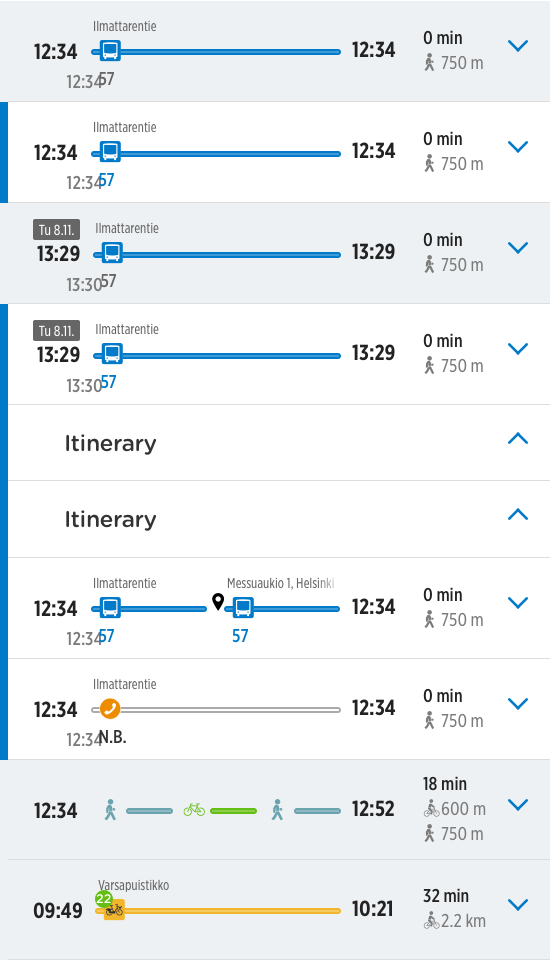 Ilmattarentie
12:34 12:34 0 min
12:34 57 750 m
Ilmattarentie
12:34 12:34 0 min
12:34 57 750 m
Tu 8.11. Ilmattarentie
13:29 13:29 0 min
13:30 57 750 m
Tu 8.11. Ilmattarentie
13:29 13:29 0 min
13:30 57 750 m
Itinerary
Itinerary
Ilmattarentie Messuaukio 1, Helsinki
12:34 12:34 0 min
12:34 57 57 750 m
Ilmattarentie
12:34 12:34 0 min
12:34 N.B. 750 m
18 min
12:34 12:52 600 m
750 m
Varsapuistikko
22
09:49 10:21 32 min
2.2 km